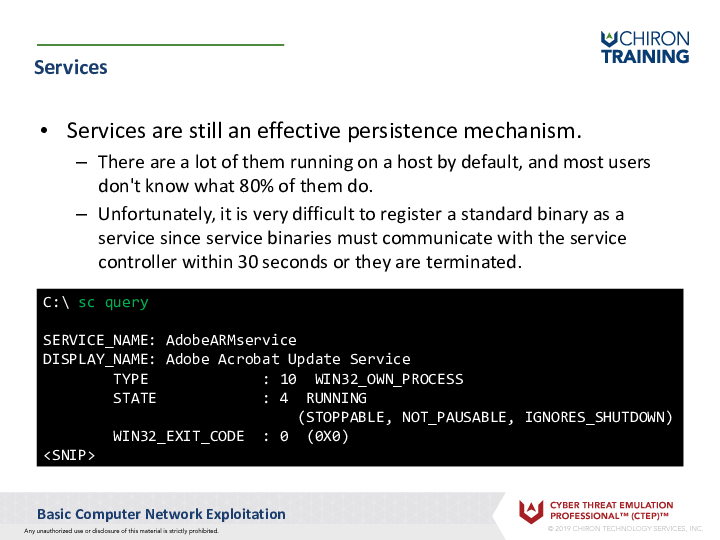 CHIRON
TRAINING
Services
• Services are still an effective persistence mechanism.
– There are a lot of them running on a host by default, and most users
don't know what 80% of them do.
– Unfortunately, it is very difficult to register a standard binary as a
service since service binaries must communicate with the service
controller within 30 seconds or they are terminated.
C:\ sc query
SERVICE_NAME: AdobeARMservice
DISPLAY_NAME: Adobe Acrobat Update Service
TYPE : 10 WIN32_OWN_PROCESS
STATE : 4 RUNNING
(STOPPABLE, NOT_PAUSABLE, IGNORES_SHUTDOWN)
WIN32_EXIT_CODE : 0 (0X0)
<SNIP>
Basic Computer Network Exploitation
Any unauthorized use or disclosure of this material is strictly prohibited.
CYBER THREAT EMULATION
PROFESSIONAL™ (CTEP)™
© 2019 CHIRON TECHNOLOGY SERVICES, INC.